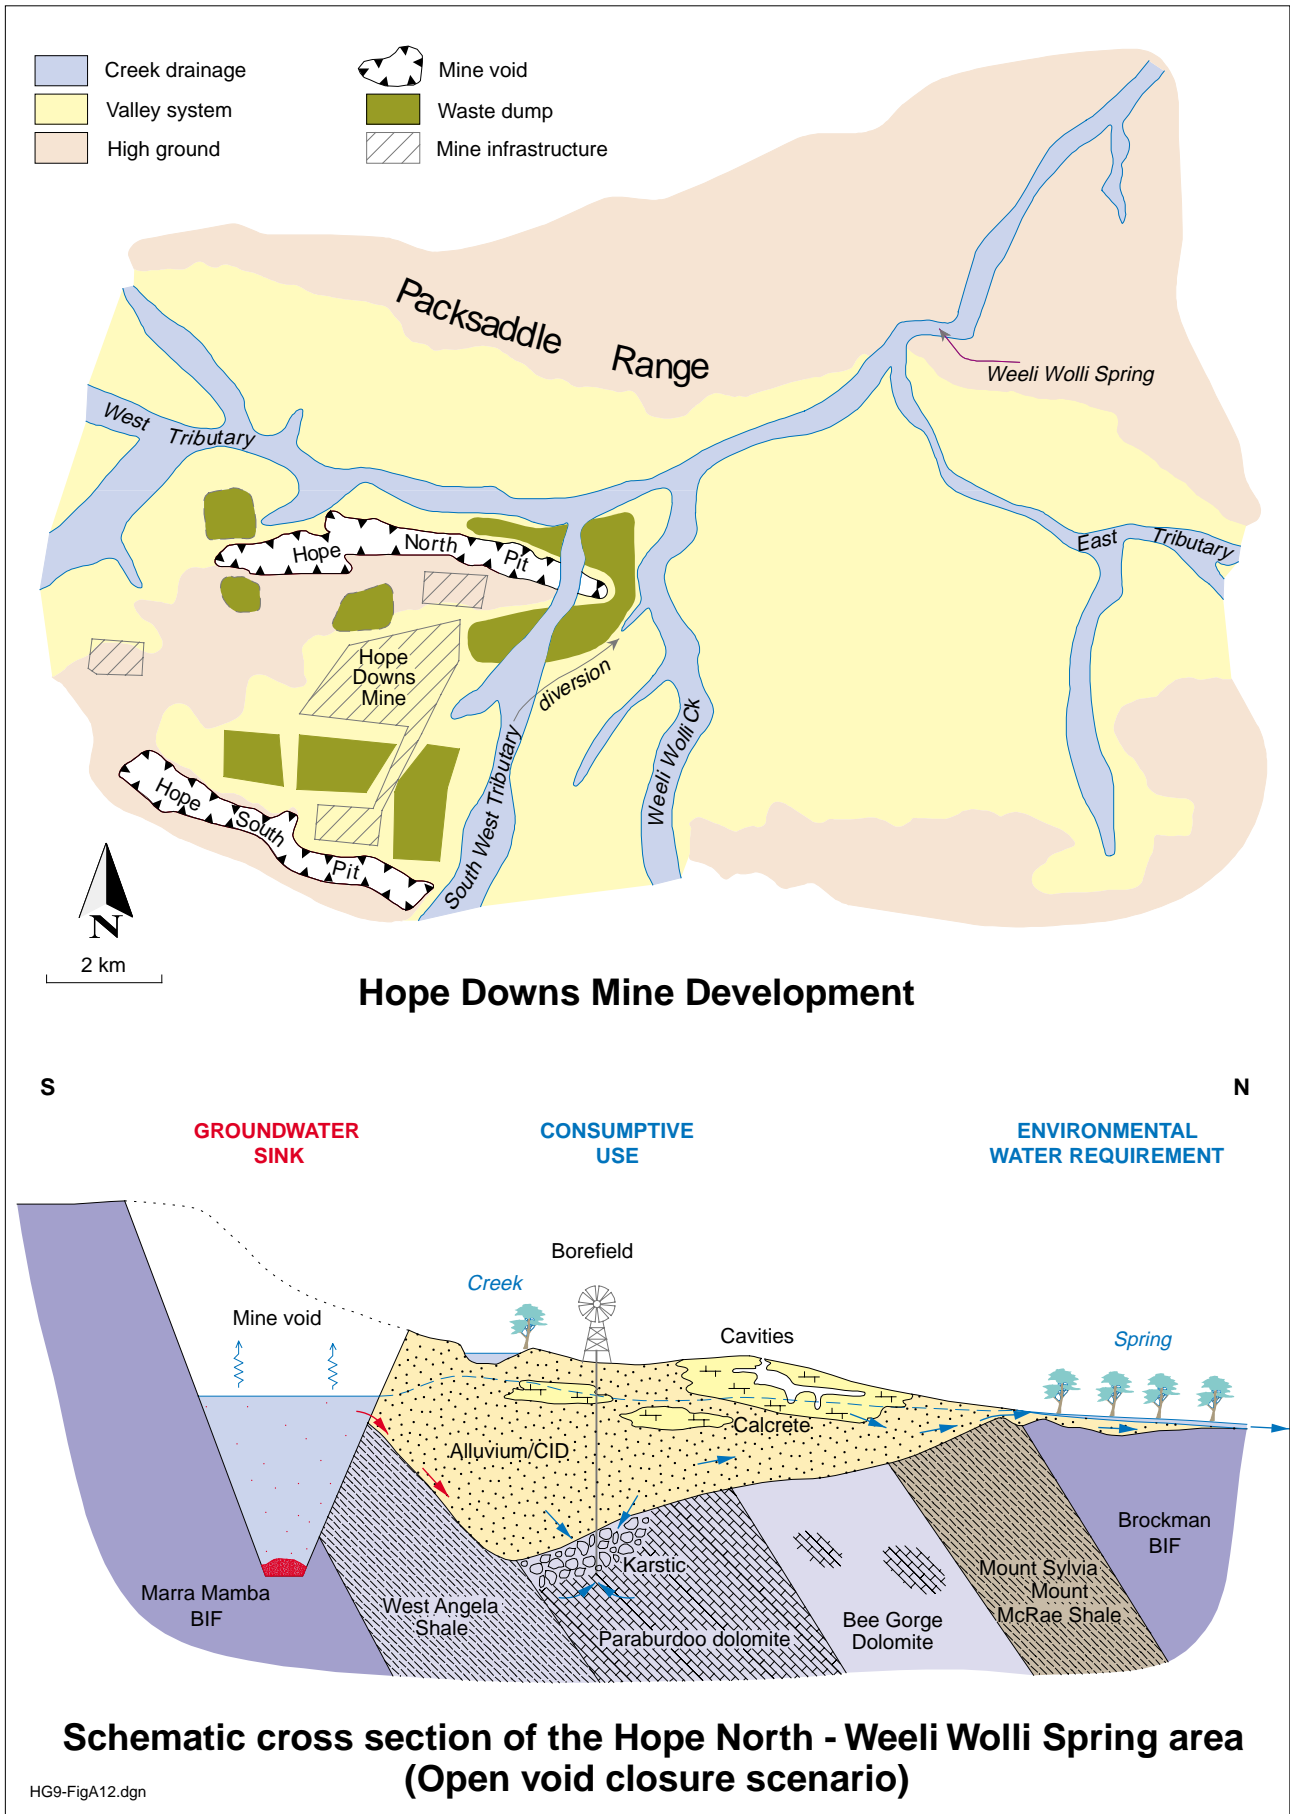 Creek drainage
Mine void
Valley system
Waste dump
High ground
Mine infrastructure
Packsaddle Range
Weeli Wolli Spring
West Tributary
East Tributary
Hope North Pit
Hope
Downs
Mine
diversion
South West Tributary
Weeli Wolli Ck
Hope South Pit
N
2 km
Hope Downs Mine Development
S
N
GROUNDWATER
SINK
CONSUMPTIVE
USE
ENVIRONMENTAL
WATER REQUIREMENT
Borefield
Creek
Mine void
Cavities
Spring
Calcrete
Alluvium/CID
Karstic
Brockman
BIF
Mount Sylvia
Mount
McRae Shale
Marra Mamba
BIF
West Angela
Shale
Paraburdoo dolomite
Bee Gorge
Dolomite
Schematic cross section of the Hope North - Weeli Wolli Spring area
(Open void closure scenario)
HG9-FigA12.dgn